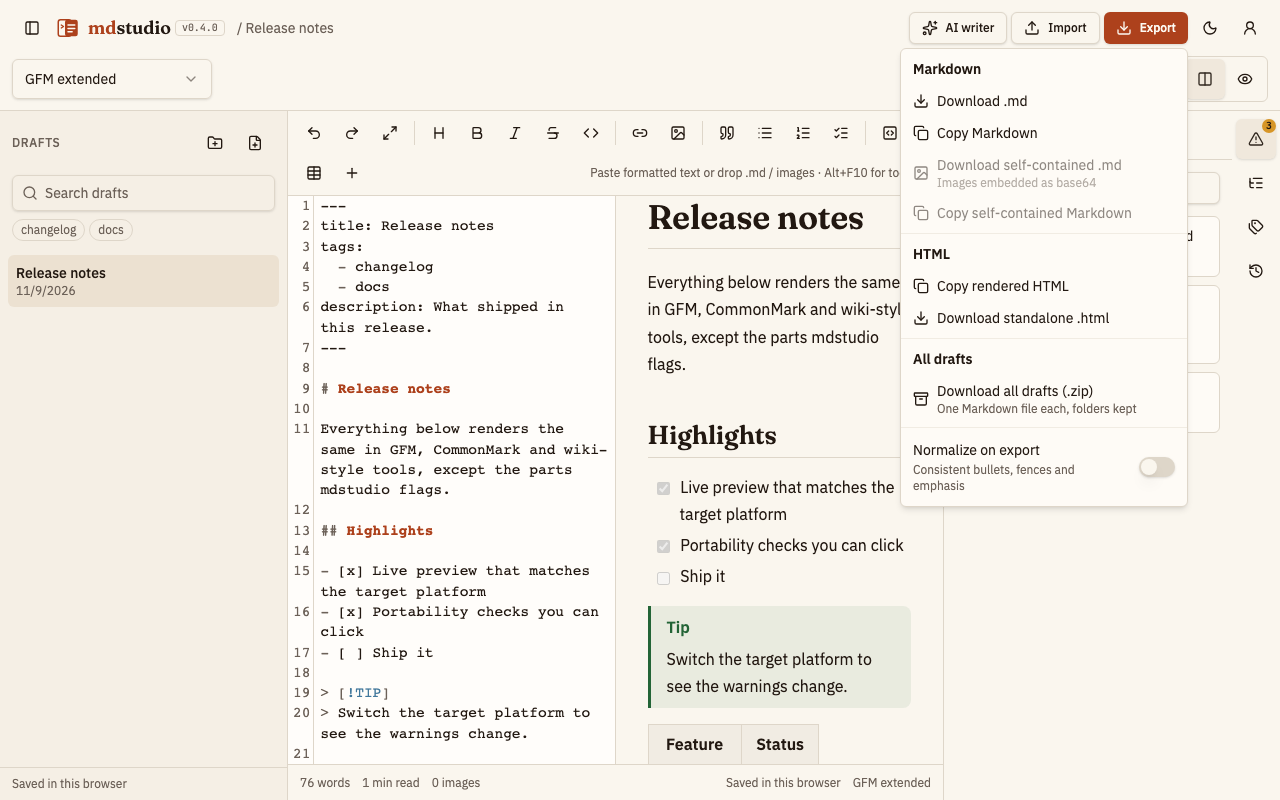 mdstudio v0.4.0 / Release notes
AI writer
Import
Export
GFM extended
DRAFTS
Search drafts
changelog docs
Release notes
11/9/2026
Saved in this browser
Paste formatted text or drop .md / images · Alt+F10 for to
1 ---
2 title: Release notes
3 tags:
4   - changelog
5   - docs
6 description: What shipped in
this release.
7 ---
8
9 # Release notes
10
11 Everything below renders the
same in GFM, CommonMark and wiki-
style tools, except the parts
mdstudio flags.
12
13 ## Highlights
14
15 - [x] Live preview that matches
the target platform
16 - [x] Portability checks you can
click
17 - [ ] Ship it
18
19 > [!TIP]
20 > Switch the target platform to
see the warnings change.
21
Release notes
Everything below renders the same
in GFM, CommonMark and wiki-styl
tools, except the parts mdstudio
flags.
Highlights
Live preview that matches the
target platform
Portability checks you can click
Ship it
Tip
Switch the target platform to
see the warnings change.
Feature Status
76 words 1 min read 0 images
Saved in this browser GFM extended
Markdown
Download .md
Copy Markdown
Download self-contained .md
Images embedded as base64
Copy self-contained Markdown
HTML
Copy rendered HTML
Download standalone .html
All drafts
Download all drafts (.zip)
One Markdown file each, folders kept
Normalize on export
Consistent bullets, fences and
emphasis
3